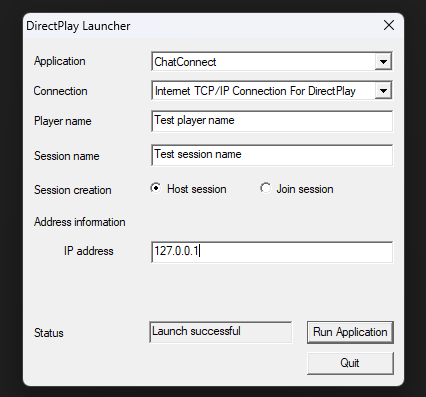 DirectPlay Launcher
Application ChatConnect
Connection Internet TCP/IP Connection For DirectPlay
Player name Test player name
Session name Test session name
Session creation Host session Join session
Address information
IP address 127.0.0.1
Status Launch successful Run Application
Quit